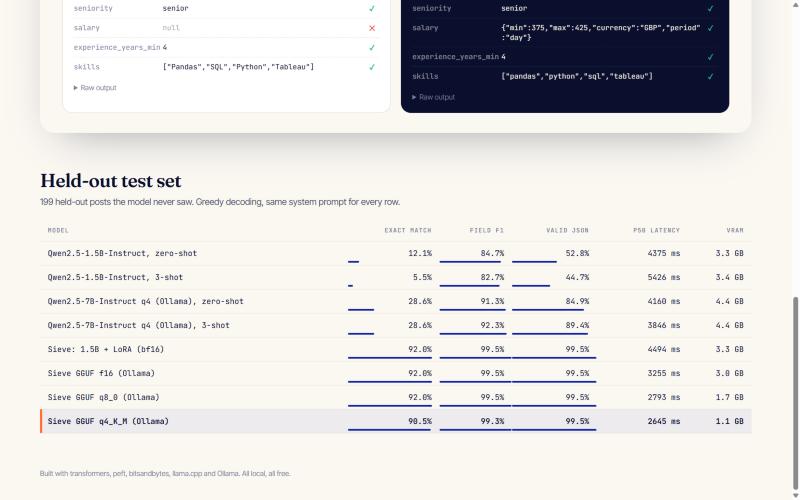 seniority senior ✓
salary null ✕
experience_years_min 4 ✓
skills ["Pandas","SQL","Python","Tableau"] ✓
▶ Raw output
seniority senior ✓
salary {"min":375,"max":425,"currency":"GBP","period"
:"day"} ✓
experience_years_min 4 ✓
skills ["pandas","python","sql","tableau"] ✓
▶ Raw output
Held-out test set
199 held-out posts the model never saw. Greedy decoding, same system prompt for every row.
MODEL EXACT MATCH FIELD F1 VALID JSON P50 LATENCY VRAM
Qwen2.5-1.5B-Instruct, zero-shot 12.1% 84.7% 52.8% 4375 ms 3.3 GB
Qwen2.5-1.5B-Instruct, 3-shot 5.5% 82.7% 44.7% 5426 ms 3.4 GB
Qwen2.5-7B-Instruct q4 (Ollama), zero-shot 28.6% 91.3% 84.9% 4160 ms 4.4 GB
Qwen2.5-7B-Instruct q4 (Ollama), 3-shot 28.6% 92.3% 89.4% 3846 ms 4.4 GB
Sieve: 1.5B + LoRA (bf16) 92.0% 99.5% 99.5% 4494 ms 3.3 GB
Sieve GGUF f16 (Ollama) 92.0% 99.5% 99.5% 3255 ms 3.0 GB
Sieve GGUF q8_0 (Ollama) 92.0% 99.5% 99.5% 2793 ms 1.7 GB
Sieve GGUF q4_K_M (Ollama) 90.5% 99.3% 99.5% 2645 ms 1.1 GB
Built with transformers, peft, bitsandbytes, llama.cpp and Ollama. All local, all free.